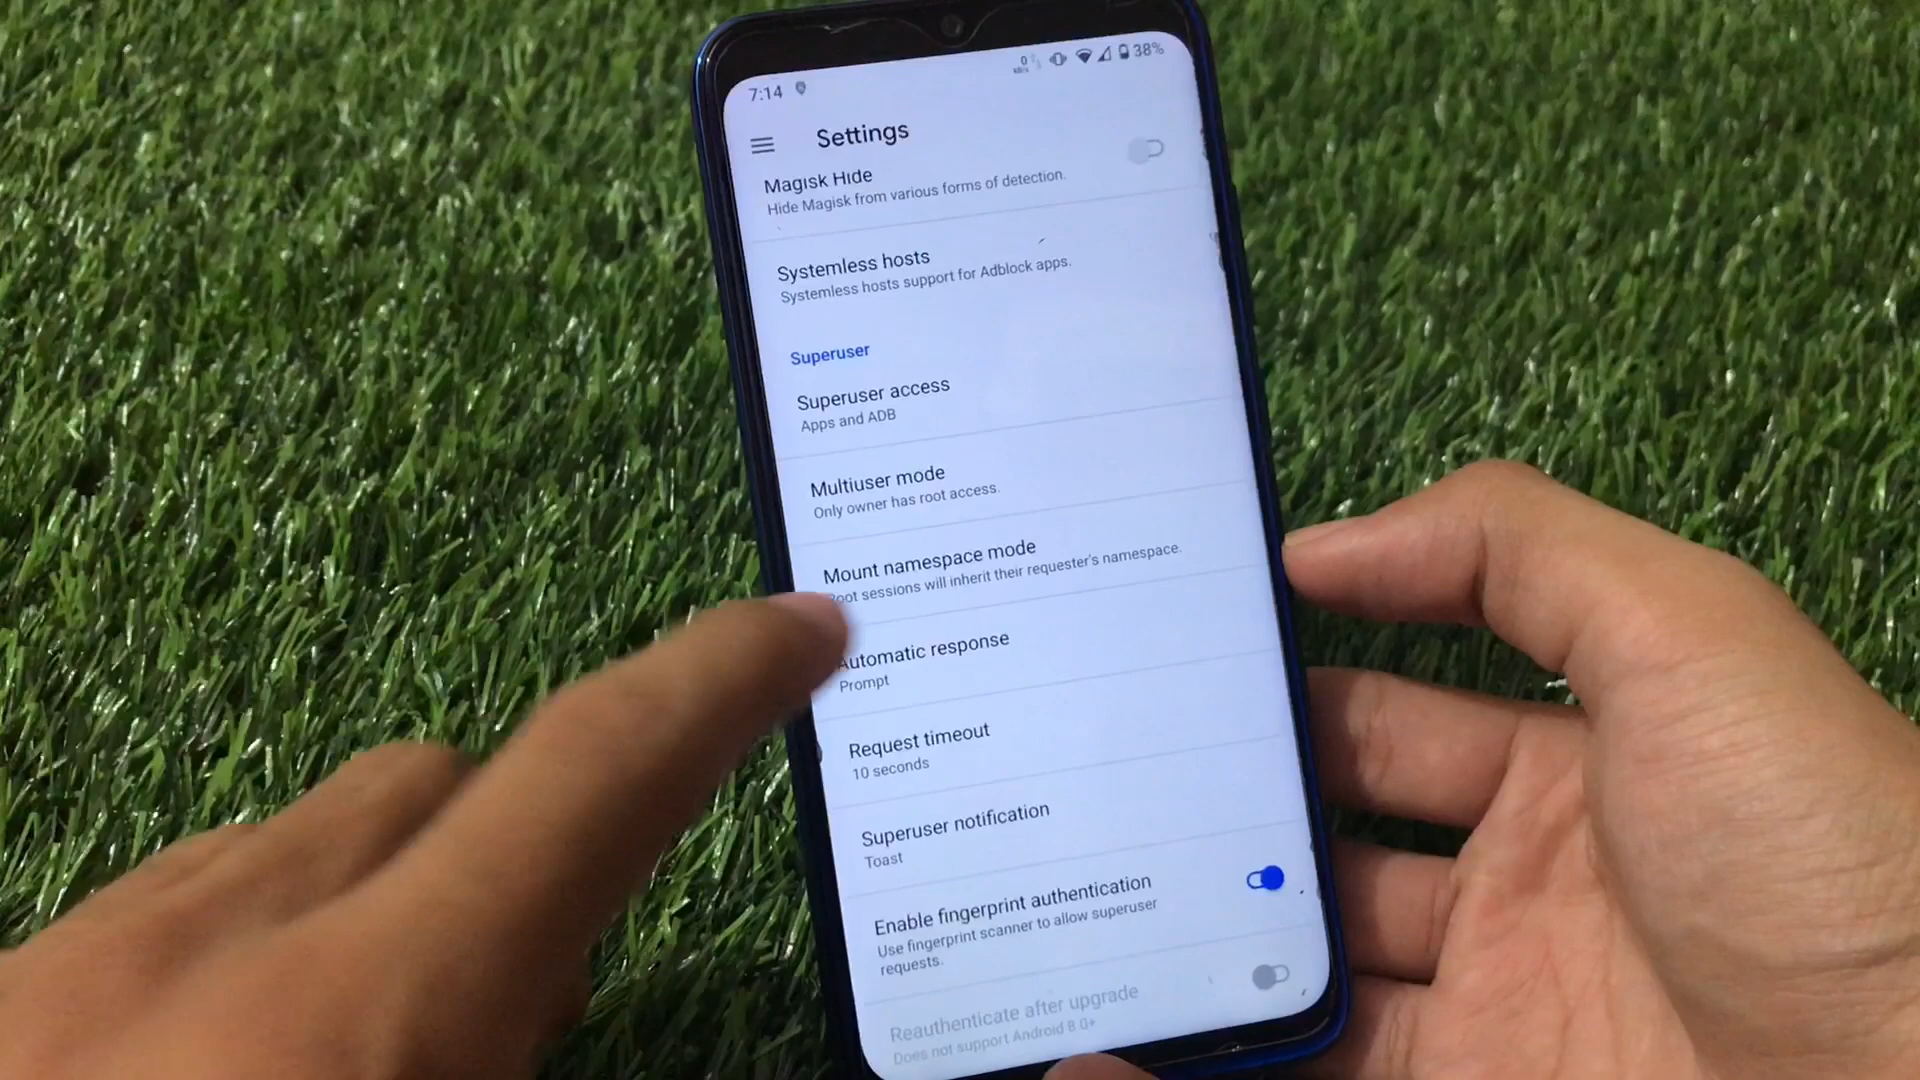 7:14
38%
Settings
Magisk Hide
Hide Magisk from various forms of detection.
Systemless hosts
Systemless hosts support for Adblock apps.
Superuser
Superuser access
Apps and ADB
Multiuser mode
Only owner has root access.
Mount namespace mode
Root sessions will inherit their requester's namespace.
Automatic response
Prompt
Request timeout
10 seconds
Superuser notification
Toast
Enable fingerprint authentication
Use fingerprint scanner to allow superuser
requests.
Reauthenticate after upgrade
Does not support Android 8.0+